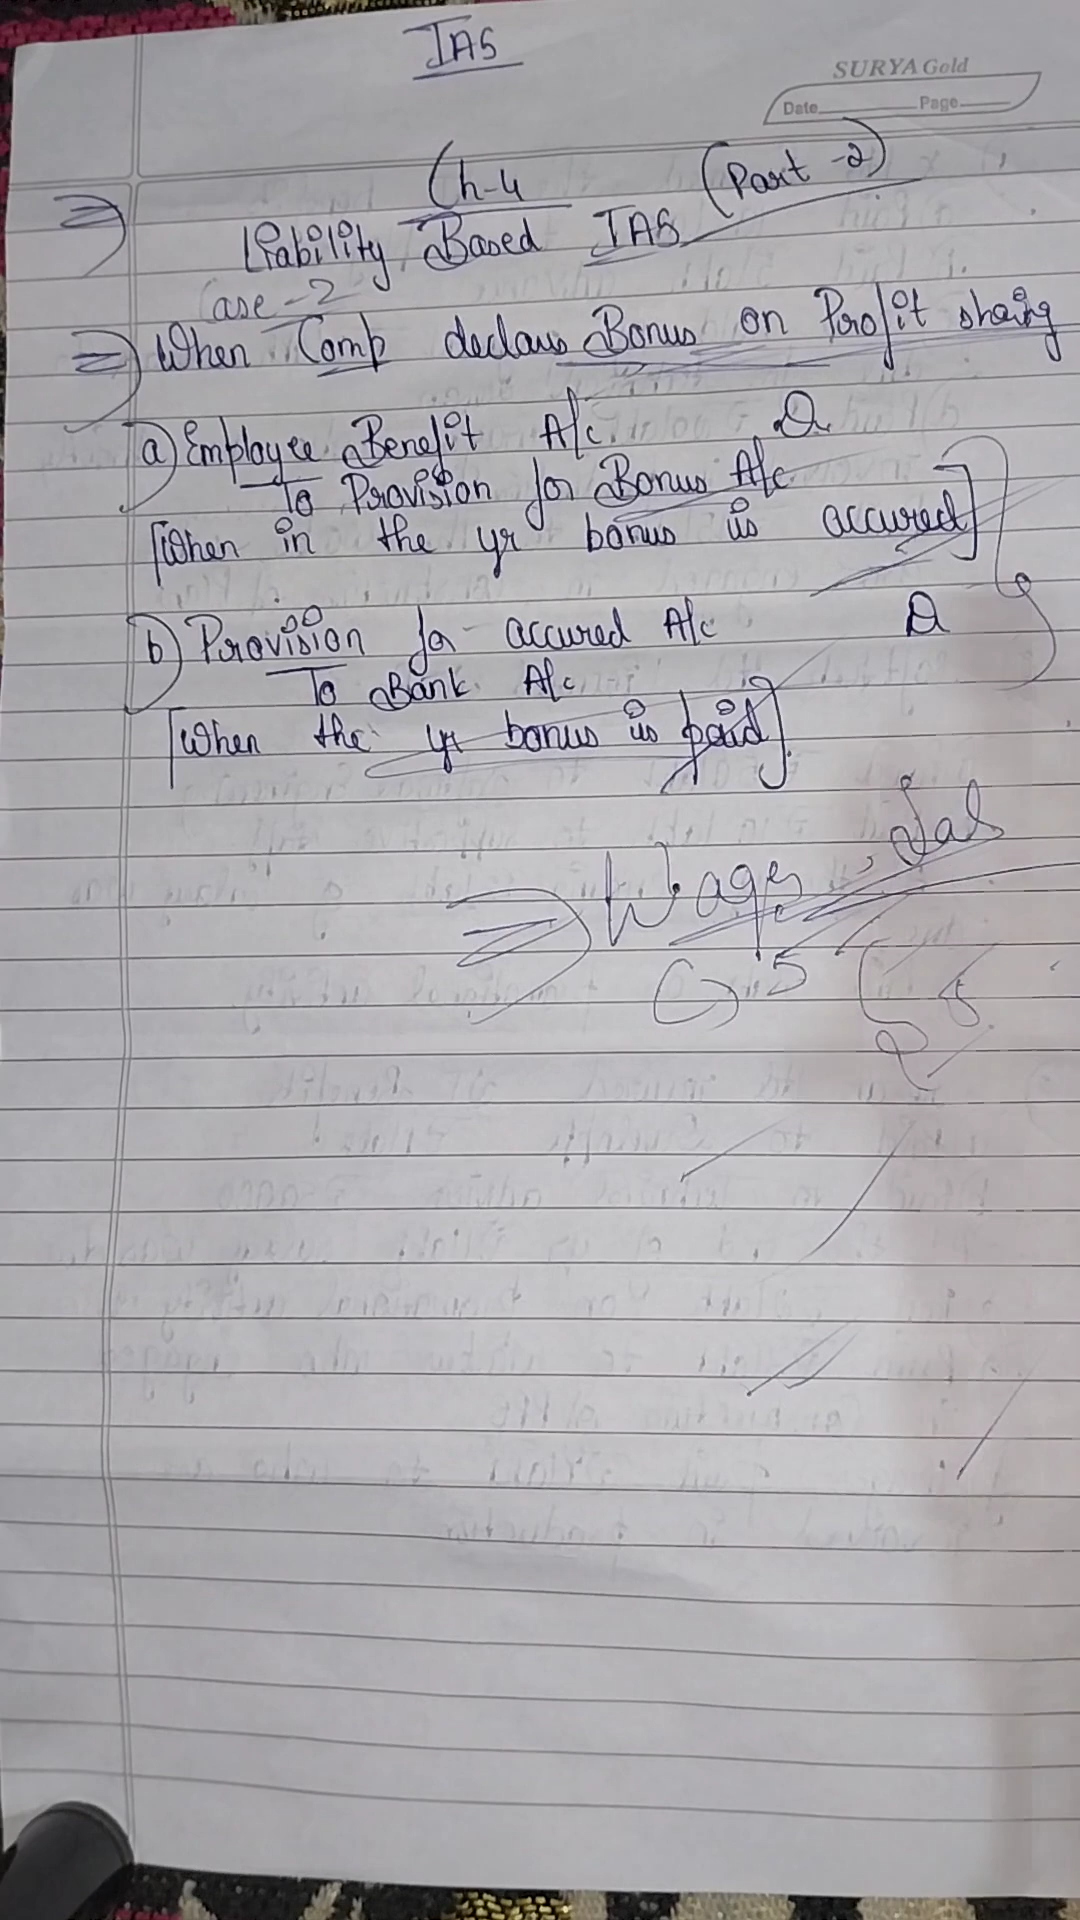 IAS
SURYA Gold
Date Page
Ch-4 (Part-2)
Liability Based IAS
Case-2
When Comp declaus Bonus on Profit sharing
a) Employee Benefit A/c Dr
To Provision for Bonus A/c
[When in the yr bonus is accured]
b) Provision for accured A/c Dr
To Bank A/c
[When the yr bonus is paid]
Wages, Sal